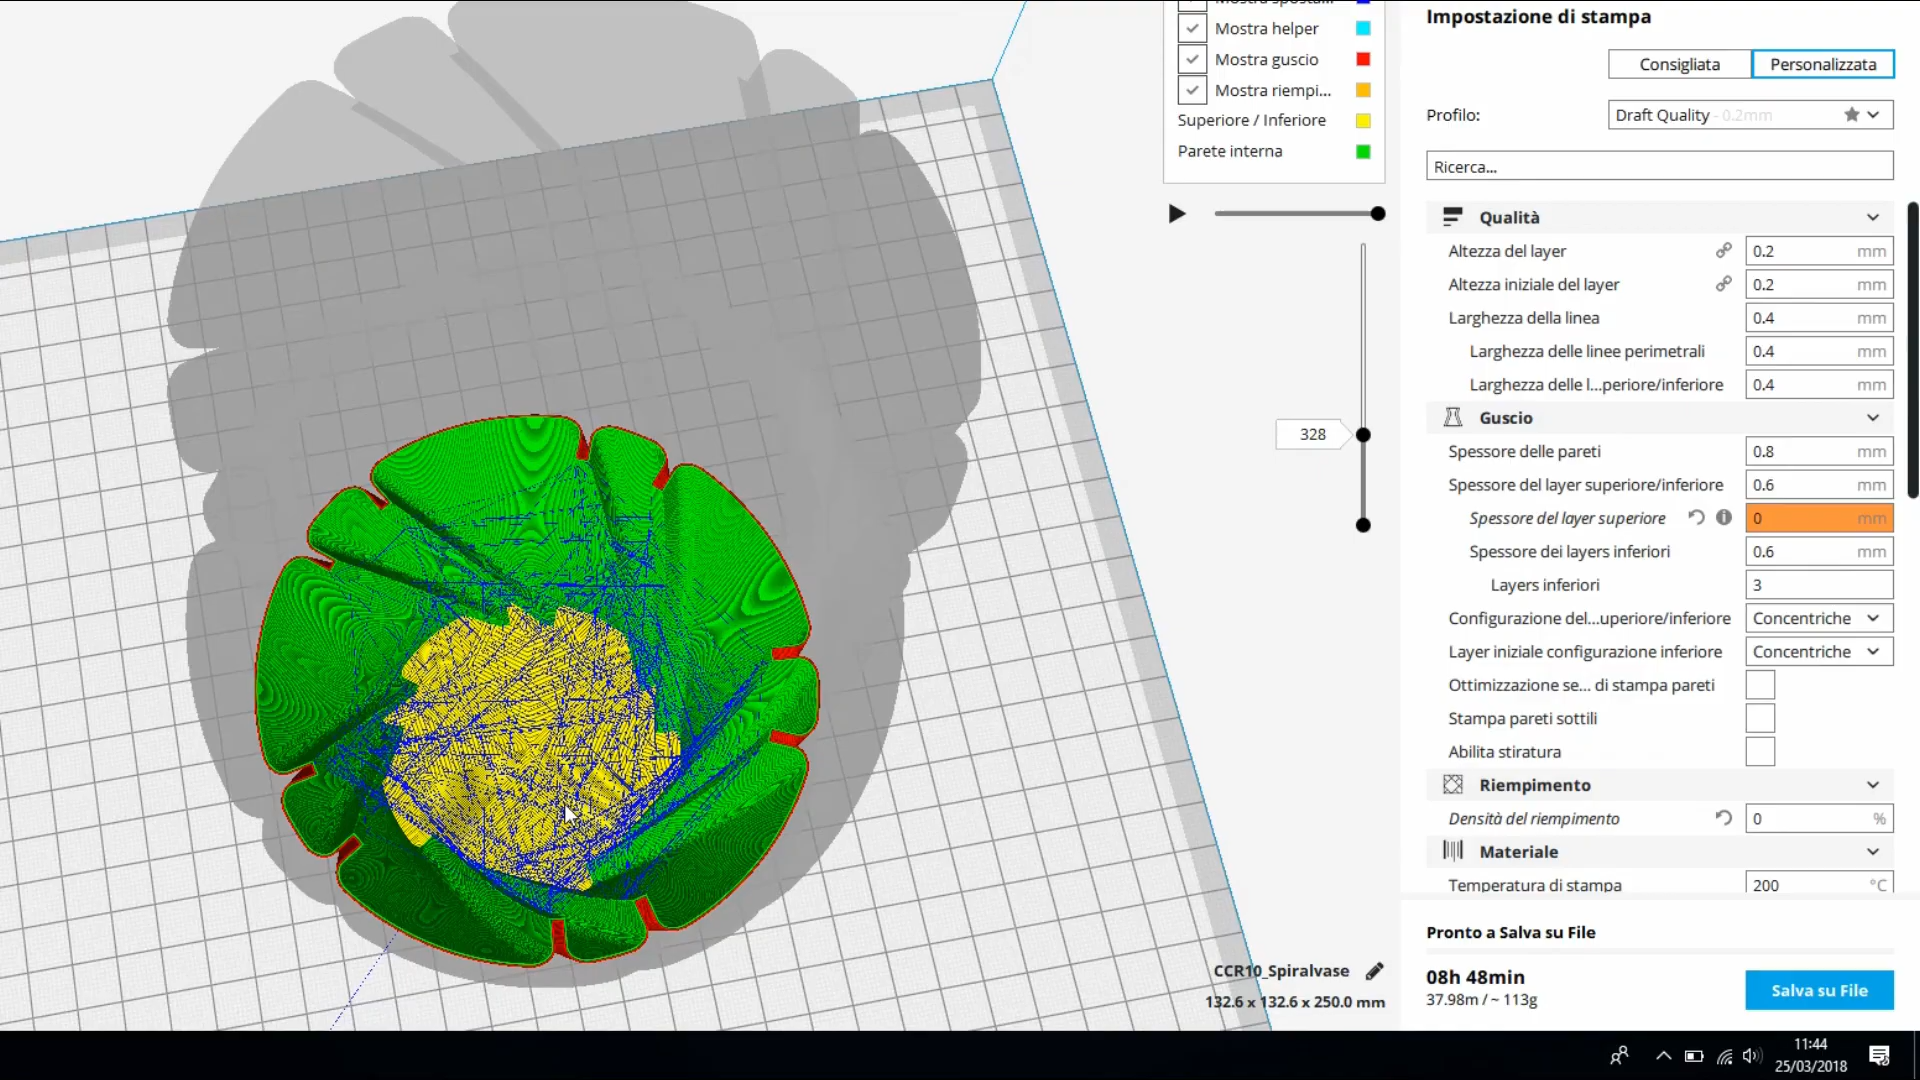 Mostra sposta...
Mostra helper
Mostra guscio
Mostra riempi...
Superiore / Inferiore
Parete interna
328
CCR10_Spiralvase
132.6 x 132.6 x 250.0 mm
Impostazione di stampa
Consigliata
Personalizzata
Profilo:
Draft Quality - 0.2mm
Ricerca...
Qualità
Altezza del layer 0.2 mm
Altezza iniziale del layer 0.2 mm
Larghezza della linea 0.4 mm
Larghezza delle linee perimetrali 0.4 mm
Larghezza delle l...periore/inferiore 0.4 mm
Guscio
Spessore delle pareti 0.8 mm
Spessore del layer superiore/inferiore 0.6 mm
Spessore del layer superiore 0 mm
Spessore dei layers inferiori 0.6 mm
Layers inferiori 3
Configurazione del...uperiore/inferiore Concentriche
Layer iniziale configurazione inferiore Concentriche
Ottimizzazione se... di stampa pareti
Stampa pareti sottili
Abilita stiratura
Riempimento
Densità del riempimento 0 %
Materiale
Temperatura di stampa 200 °C
Pronto a Salva su File
08h 48min
37.98m / ~ 113g
Salva su File
11:44
25/03/2018